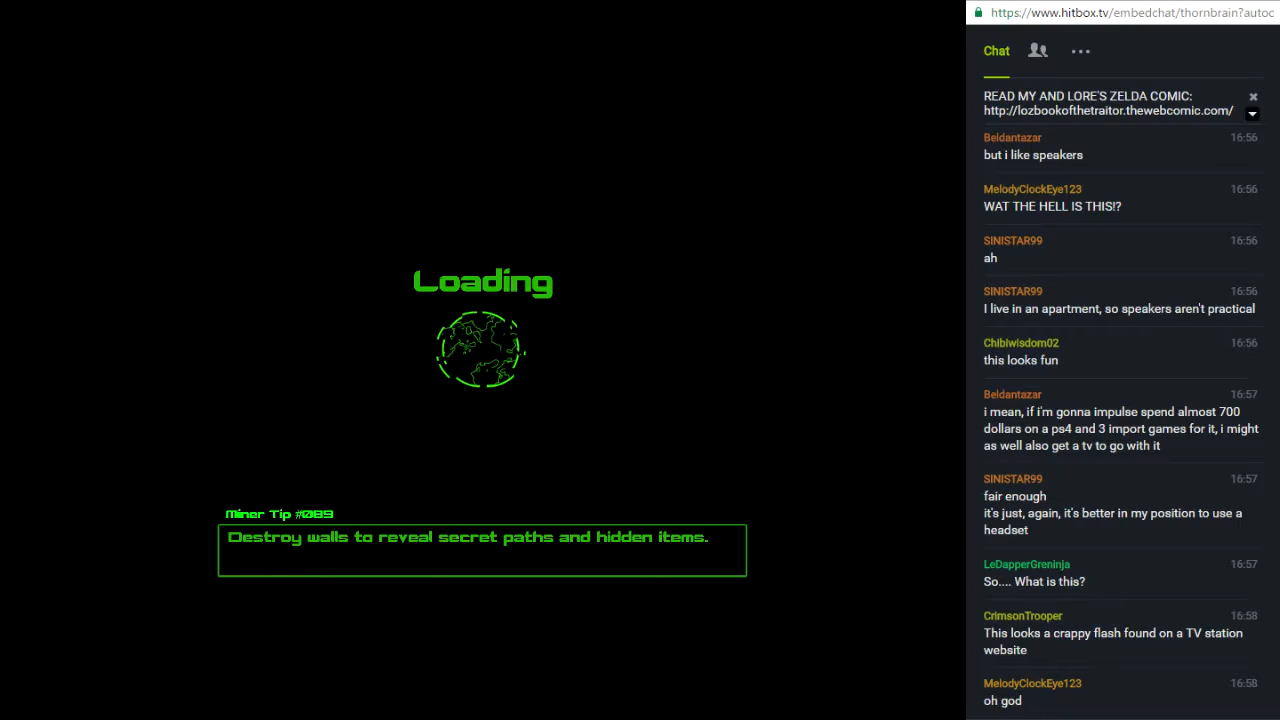 Loading
Miner Tip #089
Destroy walls to reveal secret paths and hidden items.
https://www.hitbox.tv/embedchat/thornbrain?autoc
Chat
READ MY AND LORE'S ZELDA COMIC:
http://lozbookofthetraitor.thewebcomic.com/
Beldantazar 16:56
but i like speakers
MelodyClockEye123 16:56
WAT THE HELL IS THIS!?
SINISTAR99 16:56
ah
SINISTAR99 16:56
I live in an apartment, so speakers aren't practical
Chibiwisdom02 16:56
this looks fun
Beldantazar 16:57
i mean, if i'm gonna impulse spend almost 700
dollars on a ps4 and 3 import games for it, i might
as well also get a tv to go with it
SINISTAR99 16:57
fair enough
it's just, again, it's better in my position to use a
headset
LeDapperGreninja 16:57
So.... What is this?
CrimsonTrooper 16:58
This looks a crappy flash found on a TV station
website
MelodyClockEye123 16:58
oh god